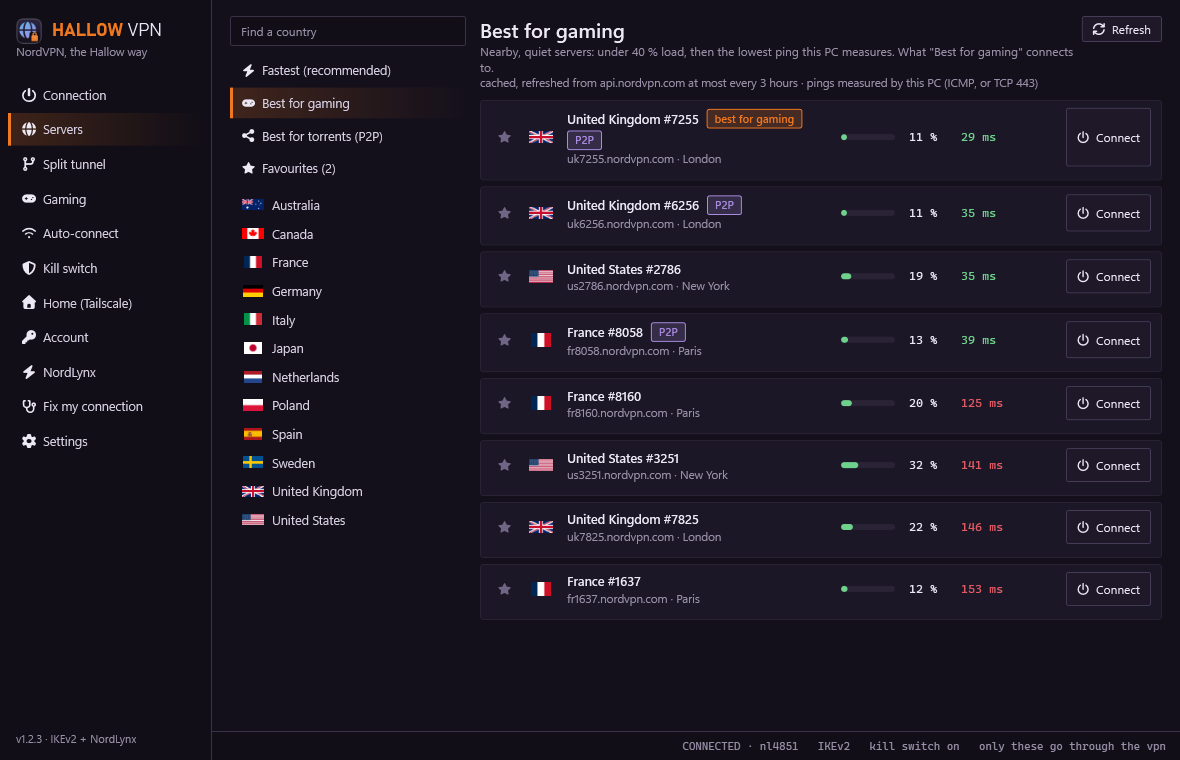 HALLOW VPN
NordVPN, the Hallow way
Connection
Servers
Split tunnel
Gaming
Auto-connect
Kill switch
Home (Tailscale)
Account
NordLynx
Fix my connection
Settings
v1.2.3 · IKEv2 + NordLynx
Find a country
Fastest (recommended)
Best for gaming
Best for torrents (P2P)
Favourites (2)
Australia
Canada
France
Germany
Italy
Japan
Netherlands
Poland
Spain
Sweden
United Kingdom
United States
Best for gaming
Refresh
Nearby, quiet servers: under 40 % load, then the lowest ping this PC measures. What "Best for gaming" connects
to.
cached, refreshed from api.nordvpn.com at most every 3 hours · pings measured by this PC (ICMP, or TCP 443)
United Kingdom #7255 best for gaming
P2P
uk7255.nordvpn.com · London
11 % 29 ms Connect
United Kingdom #6256 P2P
uk6256.nordvpn.com · London
11 % 35 ms Connect
United States #2786
us2786.nordvpn.com · New York
19 % 35 ms Connect
France #8058 P2P
fr8058.nordvpn.com · Paris
13 % 39 ms Connect
France #8160
fr8160.nordvpn.com · Paris
20 % 125 ms Connect
United States #3251
us3251.nordvpn.com · New York
32 % 141 ms Connect
United Kingdom #7825
uk7825.nordvpn.com · London
22 % 146 ms Connect
France #1637
fr1637.nordvpn.com · Paris
12 % 153 ms Connect
CONNECTED · nl4851 IKEv2 kill switch on only these go through the vpn